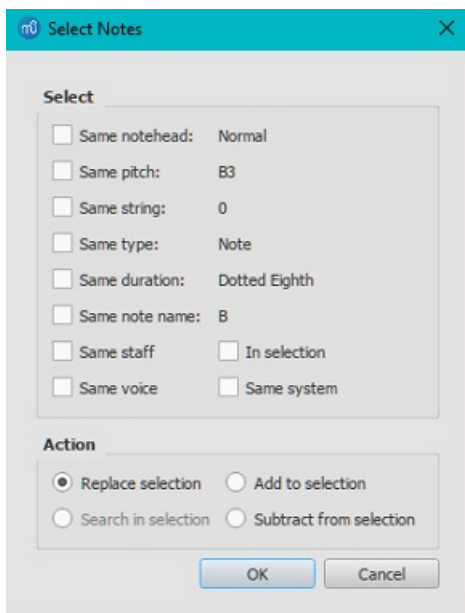 Select Notes
Select
Same notehead: Normal
Same pitch: B3
Same string: 0
Same type: Note
Same duration: Dotted Eighth
Same note name: B
Same staff In selection
Same voice Same system
Action
Replace selection Add to selection
Search in selection Subtract from selection
OK Cancel